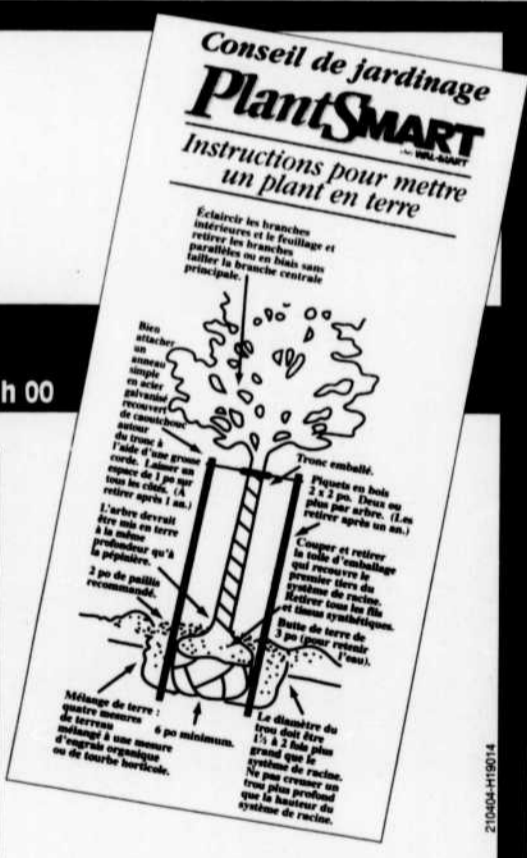 Conseil de jardinage
PlantSMART
chez WAL-MART
Instructions pour mettre
un plant en terre
Éclaircir les branches
intérieures et le feuillage et
retirer les branches
parallèles ou en biais sans
tailler la branche centrale
principale.
Bien
attacher
un
anneau
simple
en acier
galvanisé
recouvert
de caoutchouc
autour
du tronc à
l'aide d'une grosse
corde. Laisser un
espace de 1 po sur
tous les côtés. (À
retirer après 1 an.)
L'arbre devrait
être mis en terre
à la même
profondeur qu'à
la pépinière.
2 po de paillis
recommandé.
Mélange de terre :
quatre mesures
de terreau
mélangé à une mesure
d'engrais organique
ou de tourbe horticole.
6 po minimum.
Tronc emballé.
Piquets en bois
2 x 2 po. Deux ou
plus par arbre. (Les
retirer après un an.)
Couper et retirer
la toile d'emballage
qui recouvre le
premier tiers du
système de racine.
Retirer tous les fils
et tissus synthétiques.
Butte de terre de
3 po (pour retenir
l'eau).
Le diamètre du
trou doit être
1½ à 2 fois plus
grand que le
système de racine.
Ne pas creuser un
trou plus profond
que la hauteur du
système de racine.
h 00
210404-H19014